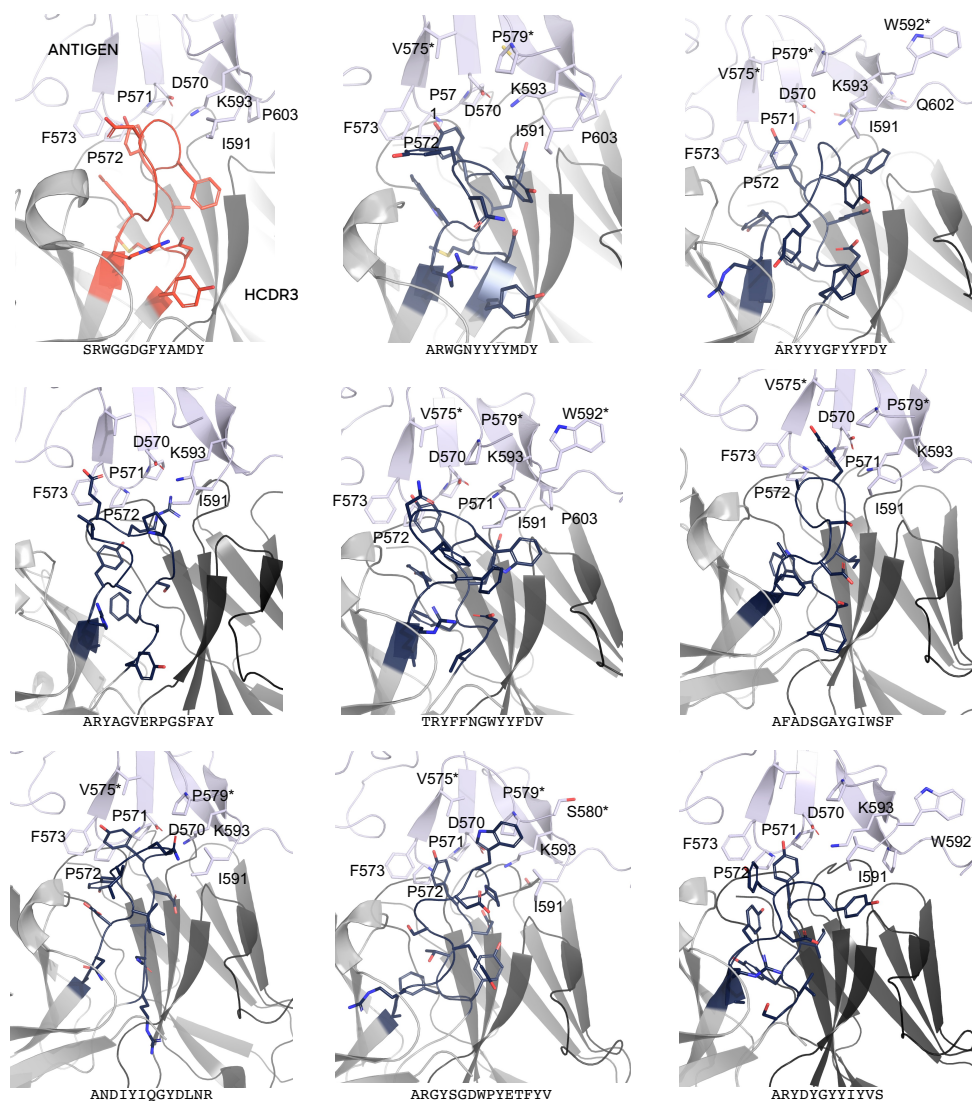 ANTIGEN
D570
P571
K593
P603
F573
I591
P572
HCDR3
SRWGGDGFYAMDY
P579*
V575*
P57
1
D570
K593
F573
P572
I591
P603
ARWGNYYYYMDY
W592*
P579*
V575*
D570
K593
P571
Q602
F573
I591
P572
ARYYYGFYYFDY
D570
K593
P571
F573
I591
P572
ARYAGVERPGSFAY
V575*
W592*
P579*
D570
K593
F573
P571
I591
P603
P572
TRYFFNGWYYFDV
V575*
P579*
D570
K593
F573
P571
P572
I591
AFADSGAYGIWSF
V575*
P579*
P571
D570
K593
F573
P572
I591
ANDIYIQGYDLNR
V575*
P579*
S580*
D570
P571
K593
F573
P572
I591
ARGYSGDWPYETFYV
D570
K593
P571
W592
P572
I591
ARYDYGYYIYVS